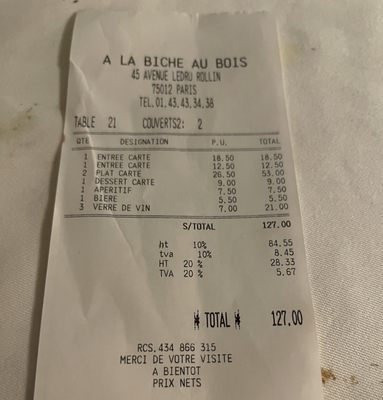 A LA BICHE AU BOIS
45 AVENUE LEDRU ROLLIN
75012 PARIS
TEL.01.43.43.34.38
TABLE 21 COUVERTS2: 2
QTE DESIGNATION P.U. TOTAL
1 ENTREE CARTE 18.50 18.50
1 ENTREE CARTE 12.50 12.50
2 PLAT CARTE 26.50 53.00
1 DESSERT CARTE 9.00 9.00
1 APERITIF 7.50 7.50
1 BIERE 5.50 5.50
3 VERRE DE VIN 7.00 21.00
S/TOTAL 127.00
ht 10% 84.55
tva 10% 8.45
HT 20 % 28.33
TVA 20 % 5.67
* TOTAL * 127.00
RCS.434 866 315
MERCI DE VOTRE VISITE
A BIENTOT
PRIX NETS